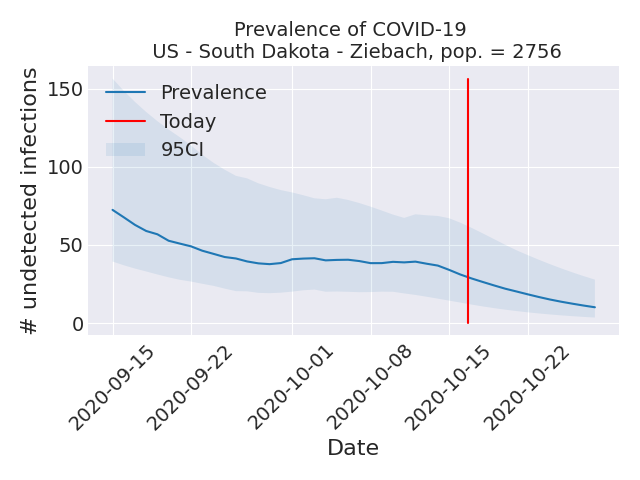 Prevalence of COVID-19
US - South Dakota - Ziebach, pop. = 2756
# undetected infections
150
100
50
0
Prevalence
Today
95CI
2020-09-15
2020-09-22
2020-10-01
2020-10-08
2020-10-15
2020-10-22
Date